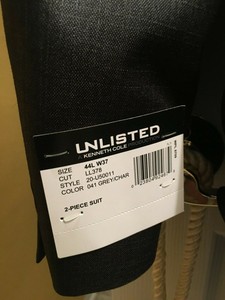 UNLISTED
A KENNETH COLE PRODUCTION
SIZE 44L W37
CUT LL378
STYLE 20-U50011
COLOR 041 GREY/CHAR
2-PIECE SUIT